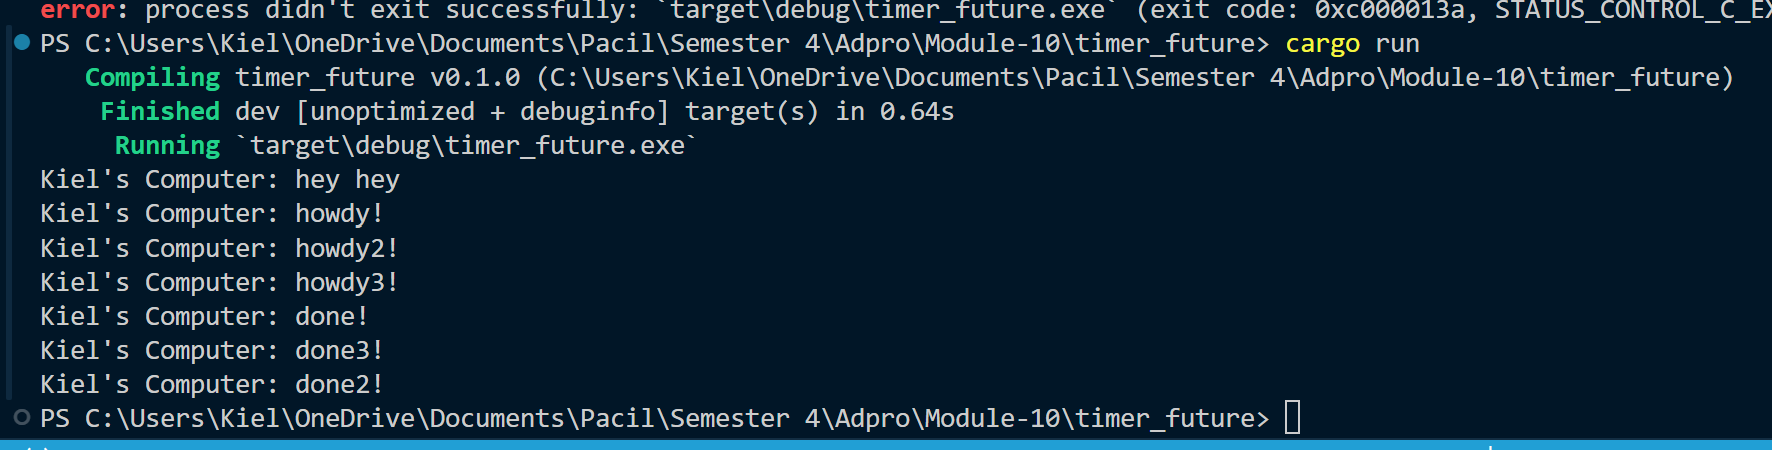 error: process didn't exit successfully: `target\debug\timer_future.exe` (exit code: 0xc000013a, STATUS_CONTROL_C_EX
PS C:\Users\Kiel\OneDrive\Documents\Pacil\Semester 4\Adpro\Module-10\timer_future> cargo run
Compiling timer_future v0.1.0 (C:\Users\Kiel\OneDrive\Documents\Pacil\Semester 4\Adpro\Module-10\timer_future)
Finished dev [unoptimized + debuginfo] target(s) in 0.64s
Running `target\debug\timer_future.exe`
Kiel's Computer: hey hey
Kiel's Computer: howdy!
Kiel's Computer: howdy2!
Kiel's Computer: howdy3!
Kiel's Computer: done!
Kiel's Computer: done3!
Kiel's Computer: done2!
PS C:\Users\Kiel\OneDrive\Documents\Pacil\Semester 4\Adpro\Module-10\timer_future>